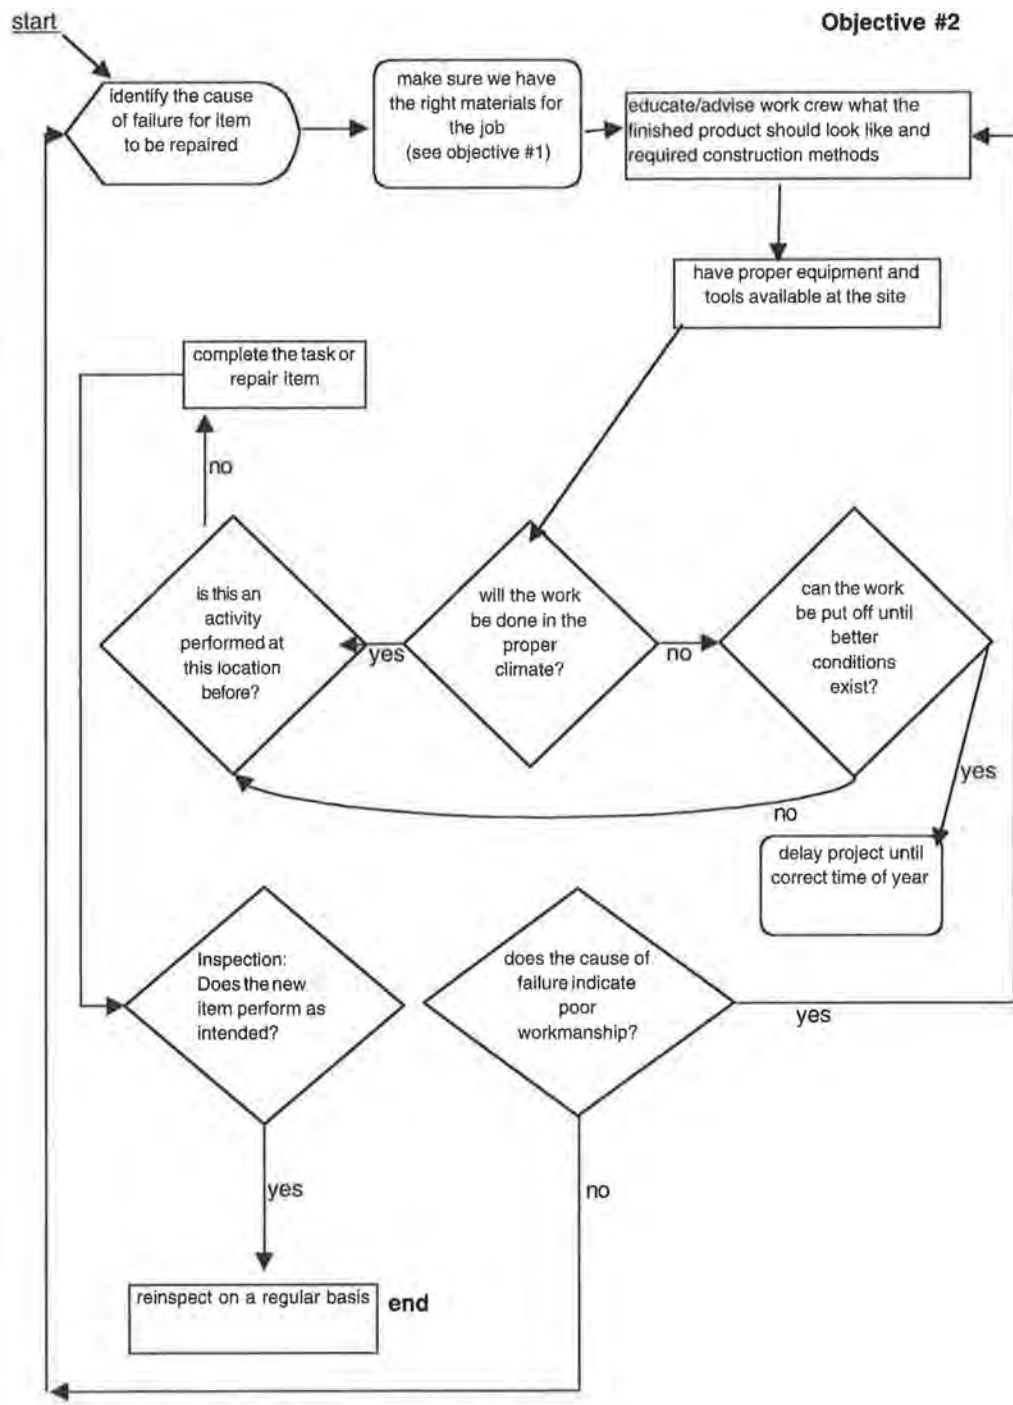 start
Objective #2
identify the cause
of failure for item
to be repaired
make sure we have
the right materials for
the job
(see objective #1)
educate/advise work crew what the
finished product should look like and
required construction methods
have proper equipment and
tools available at the site
complete the task or
repair item
no
is this an
activity
performed at
this location
before?
yes
will the work
be done in the
proper
climate?
no
can the work
be put off until
better
conditions
exist?
yes
no
delay project until
correct time of year
Inspection:
Does the new
item perform as
intended?
does the cause of
failure indicate
poor
workmanship?
yes
yes
no
reinspect on a regular basis
end